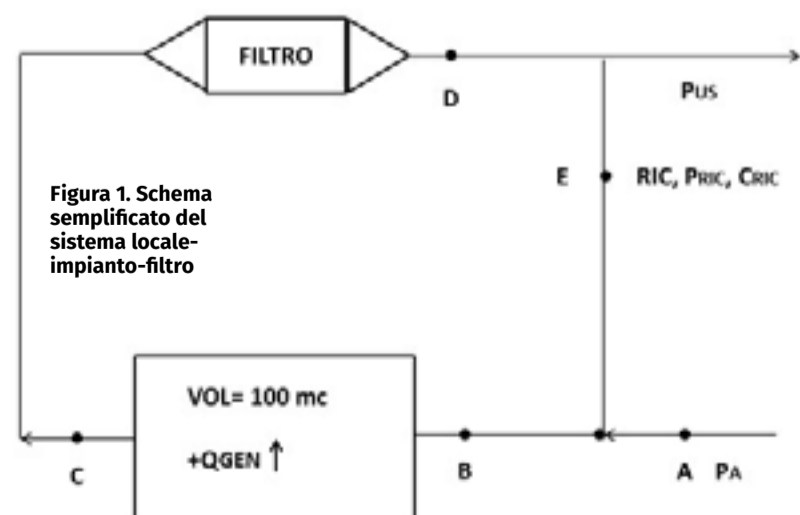 FILTRO
D
PUS
E RIC, PRIC, CRIC
Figura 1. Schema
semplificato del
sistema locale-
impianto-filtro
VOL= 100 mc
+QGEN ↑
C
B
A PA